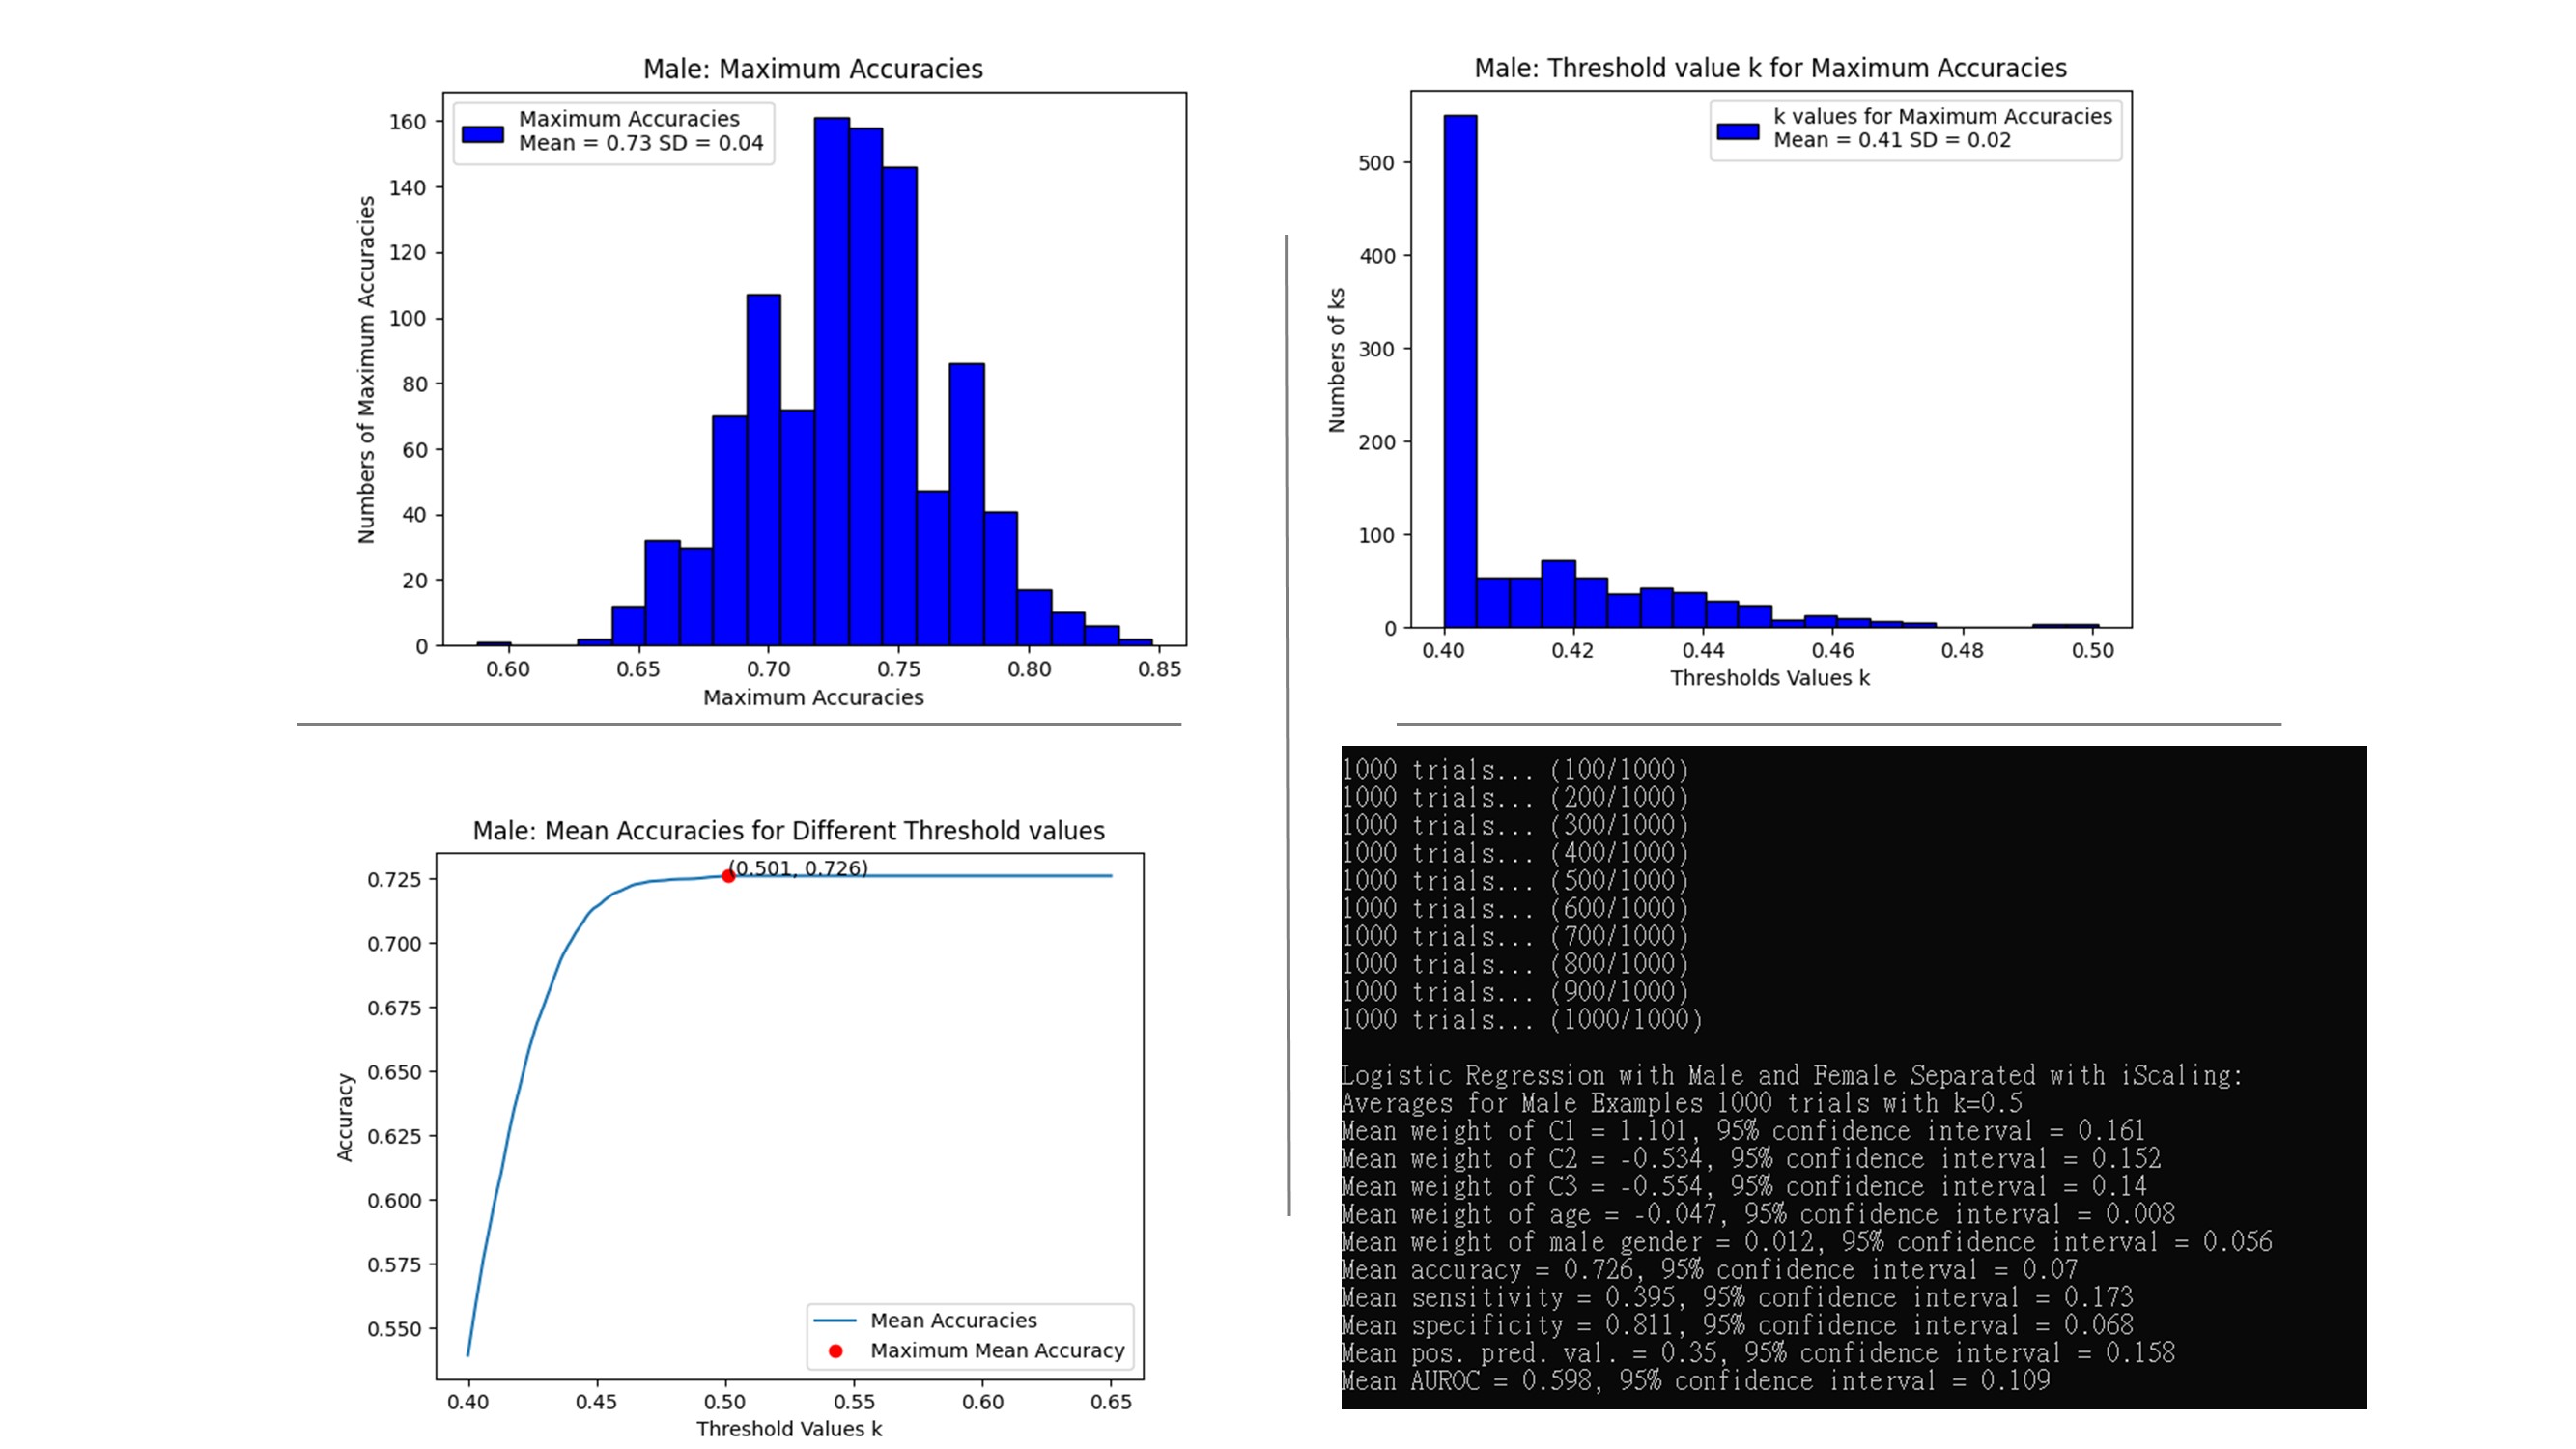 Male: Maximum Accuracies
Maximum Accuracies
Mean = 0.73 SD = 0.04
Numbers of Maximum Accuracies
160
140
120
100
80
60
40
20
0
0.60 0.65 0.70 0.75 0.80 0.85
Maximum Accuracies
Male: Threshold value k for Maximum Accuracies
k values for Maximum Accuracies
Mean = 0.41 SD = 0.02
Numbers of ks
500
400
300
200
100
0
0.40 0.42 0.44 0.46 0.48 0.50
Thresholds Values k
Male: Mean Accuracies for Different Threshold values
(0.501, 0.726)
Accuracy
0.725
0.700
0.675
0.650
0.625
0.600
0.575
0.550
Mean Accuracies
Maximum Mean Accuracy
0.40 0.45 0.50 0.55 0.60 0.65
Threshold Values k
1000 trials... (100/1000)
1000 trials... (200/1000)
1000 trials... (300/1000)
1000 trials... (400/1000)
1000 trials... (500/1000)
1000 trials... (600/1000)
1000 trials... (700/1000)
1000 trials... (800/1000)
1000 trials... (900/1000)
1000 trials... (1000/1000)
Logistic Regression with Male and Female Separated with iScaling:
Averages for Male Examples 1000 trials with k=0.5
Mean weight of C1 = 1.101, 95% confidence interval = 0.161
Mean weight of C2 = -0.534, 95% confidence interval = 0.152
Mean weight of C3 = -0.554, 95% confidence interval = 0.14
Mean weight of age = -0.047, 95% confidence interval = 0.008
Mean weight of male gender = 0.012, 95% confidence interval = 0.056
Mean accuracy = 0.726, 95% confidence interval = 0.07
Mean sensitivity = 0.395, 95% confidence interval = 0.173
Mean specificity = 0.811, 95% confidence interval = 0.068
Mean pos. pred. val. = 0.35, 95% confidence interval = 0.158
Mean AUROC = 0.598, 95% confidence interval = 0.109